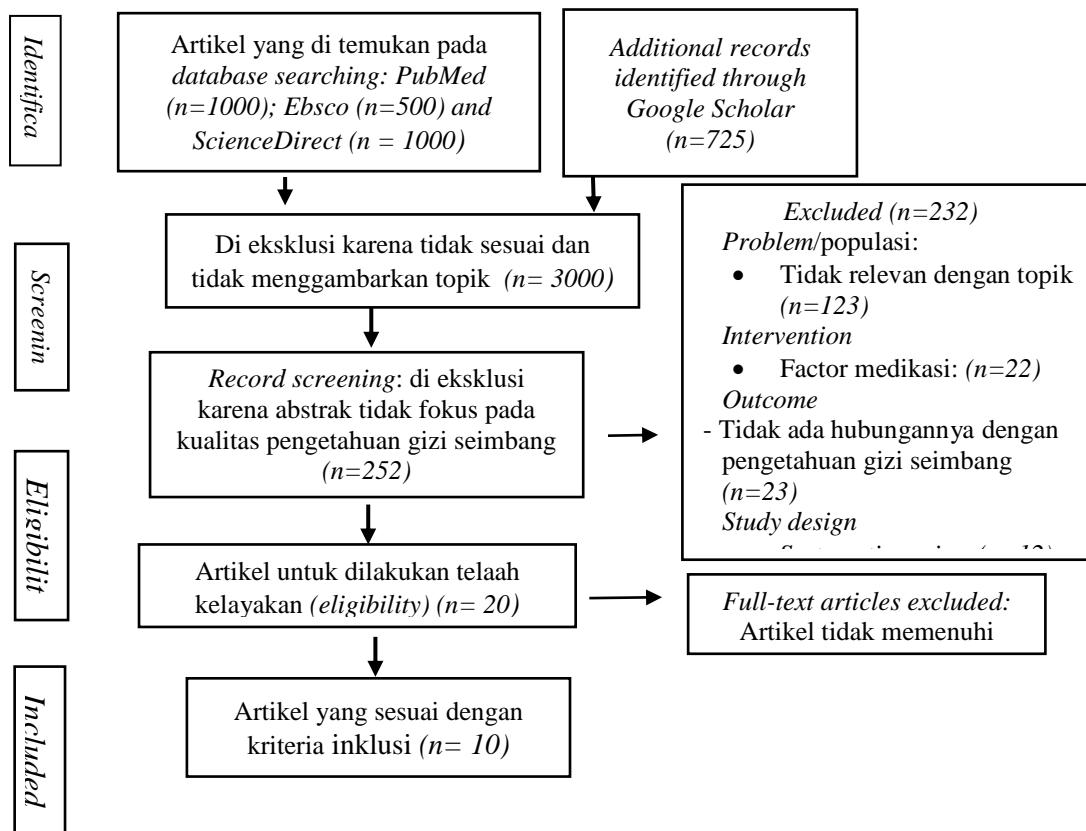 Identifica
Artikel yang di temukan pada
database searching: PubMed
(n=1000); Ebsco (n=500) and
ScienceDirect (n = 1000)
Additional records
identified through
Google Scholar
(n=725)
Screenin
Di eksklusi karena tidak sesuai dan
tidak menggambarkan topik (n= 3000)
Record screening: di eksklusi
karena abstrak tidak fokus pada
kualitas pengetahuan gizi seimbang
(n=252)
Excluded (n=232)
Problem/populasi:
• Tidak relevan dengan topik
(n=123)
Intervention
• Factor medikasi: (n=22)
Outcome
- Tidak ada hubungannya dengan
pengetahuan gizi seimbang
(n=23)
Study design
Eligibilit
Artikel untuk dilakukan telaah
kelayakan (eligibility) (n= 20)
Full-text articles excluded:
Artikel tidak memenuhi
Included
Artikel yang sesuai dengan
kriteria inklusi (n= 10)